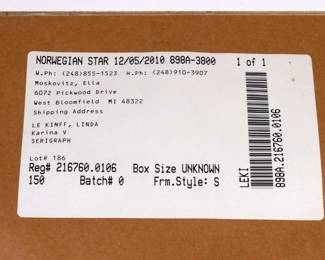 NORWEGIAN STAR 12/05/2010 898A-3800
1 of 1
W.Ph: (248)855-1523 H.Ph: (248)910-3907
Moskovitz, Ella
6072 Pickwood Drive
West Bloomfield MI 48322
Shipping Address
LE KINFF, LINDA
Karina V
SERIGRAPH
Lot# 186
Reg# 216760.0106 Box Size UNKNOWN
150 Batch# 0 Frm.Style: S
LEKI
898A.216760.0106